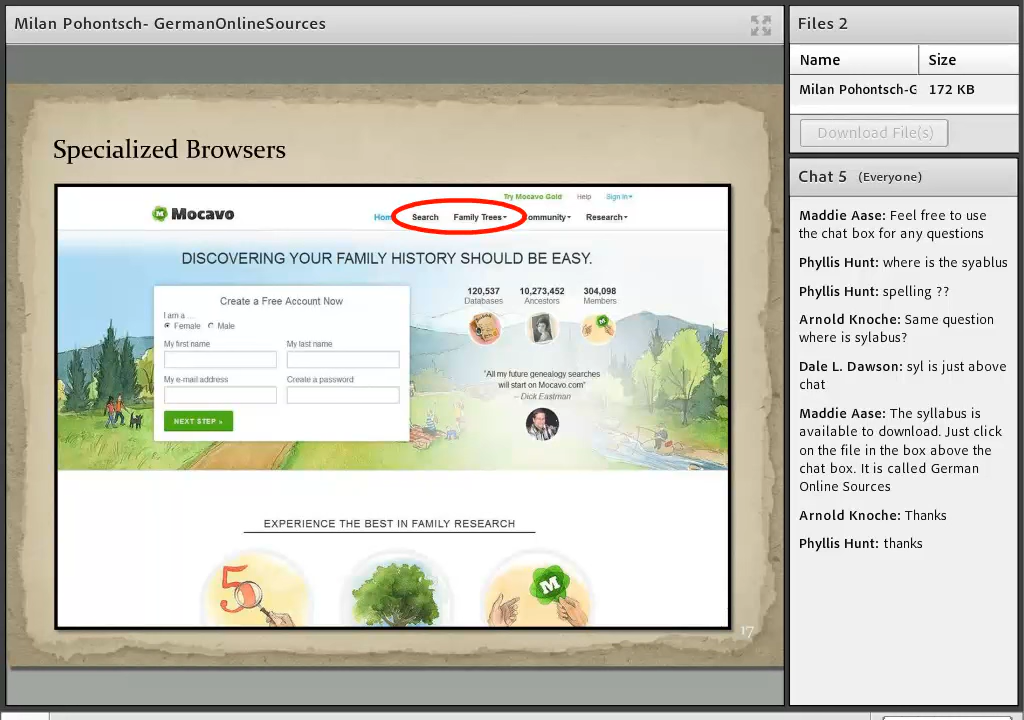 Milan Pohontsch- GermanOnlineSources
Specialized Browsers
Try Mocavo Gold Help Sign in
Mocavo
Hom Search Family Trees ommunity Research
DISCOVERING YOUR FAMILY HISTORY SHOULD BE EASY.
Create a Free Account Now
I am a ...
Female Male
My first name My last name
My e-mail address Create a password
NEXT STEP »
120,537 10,273,452 304,098
Databases Ancestors Members
"All my future genealogy searches
will start on Mocavo.com"
– Dick Eastman
EXPERIENCE THE BEST IN FAMILY RESEARCH
5
M
17
Files 2
Name Size
Milan Pohontsch-G 172 KB
Download File(s)
Chat 5 (Everyone)
Maddie Aase: Feel free to use
the chat box for any questions
Phyllis Hunt: where is the syablus
Phyllis Hunt: spelling ??
Arnold Knoche: Same question
where is sylabus?
Dale L. Dawson: syl is just above
chat
Maddie Aase: The syllabus is
available to download. Just click
on the file in the box above the
chat box. It is called German
Online Sources
Arnold Knoche: Thanks
Phyllis Hunt: thanks